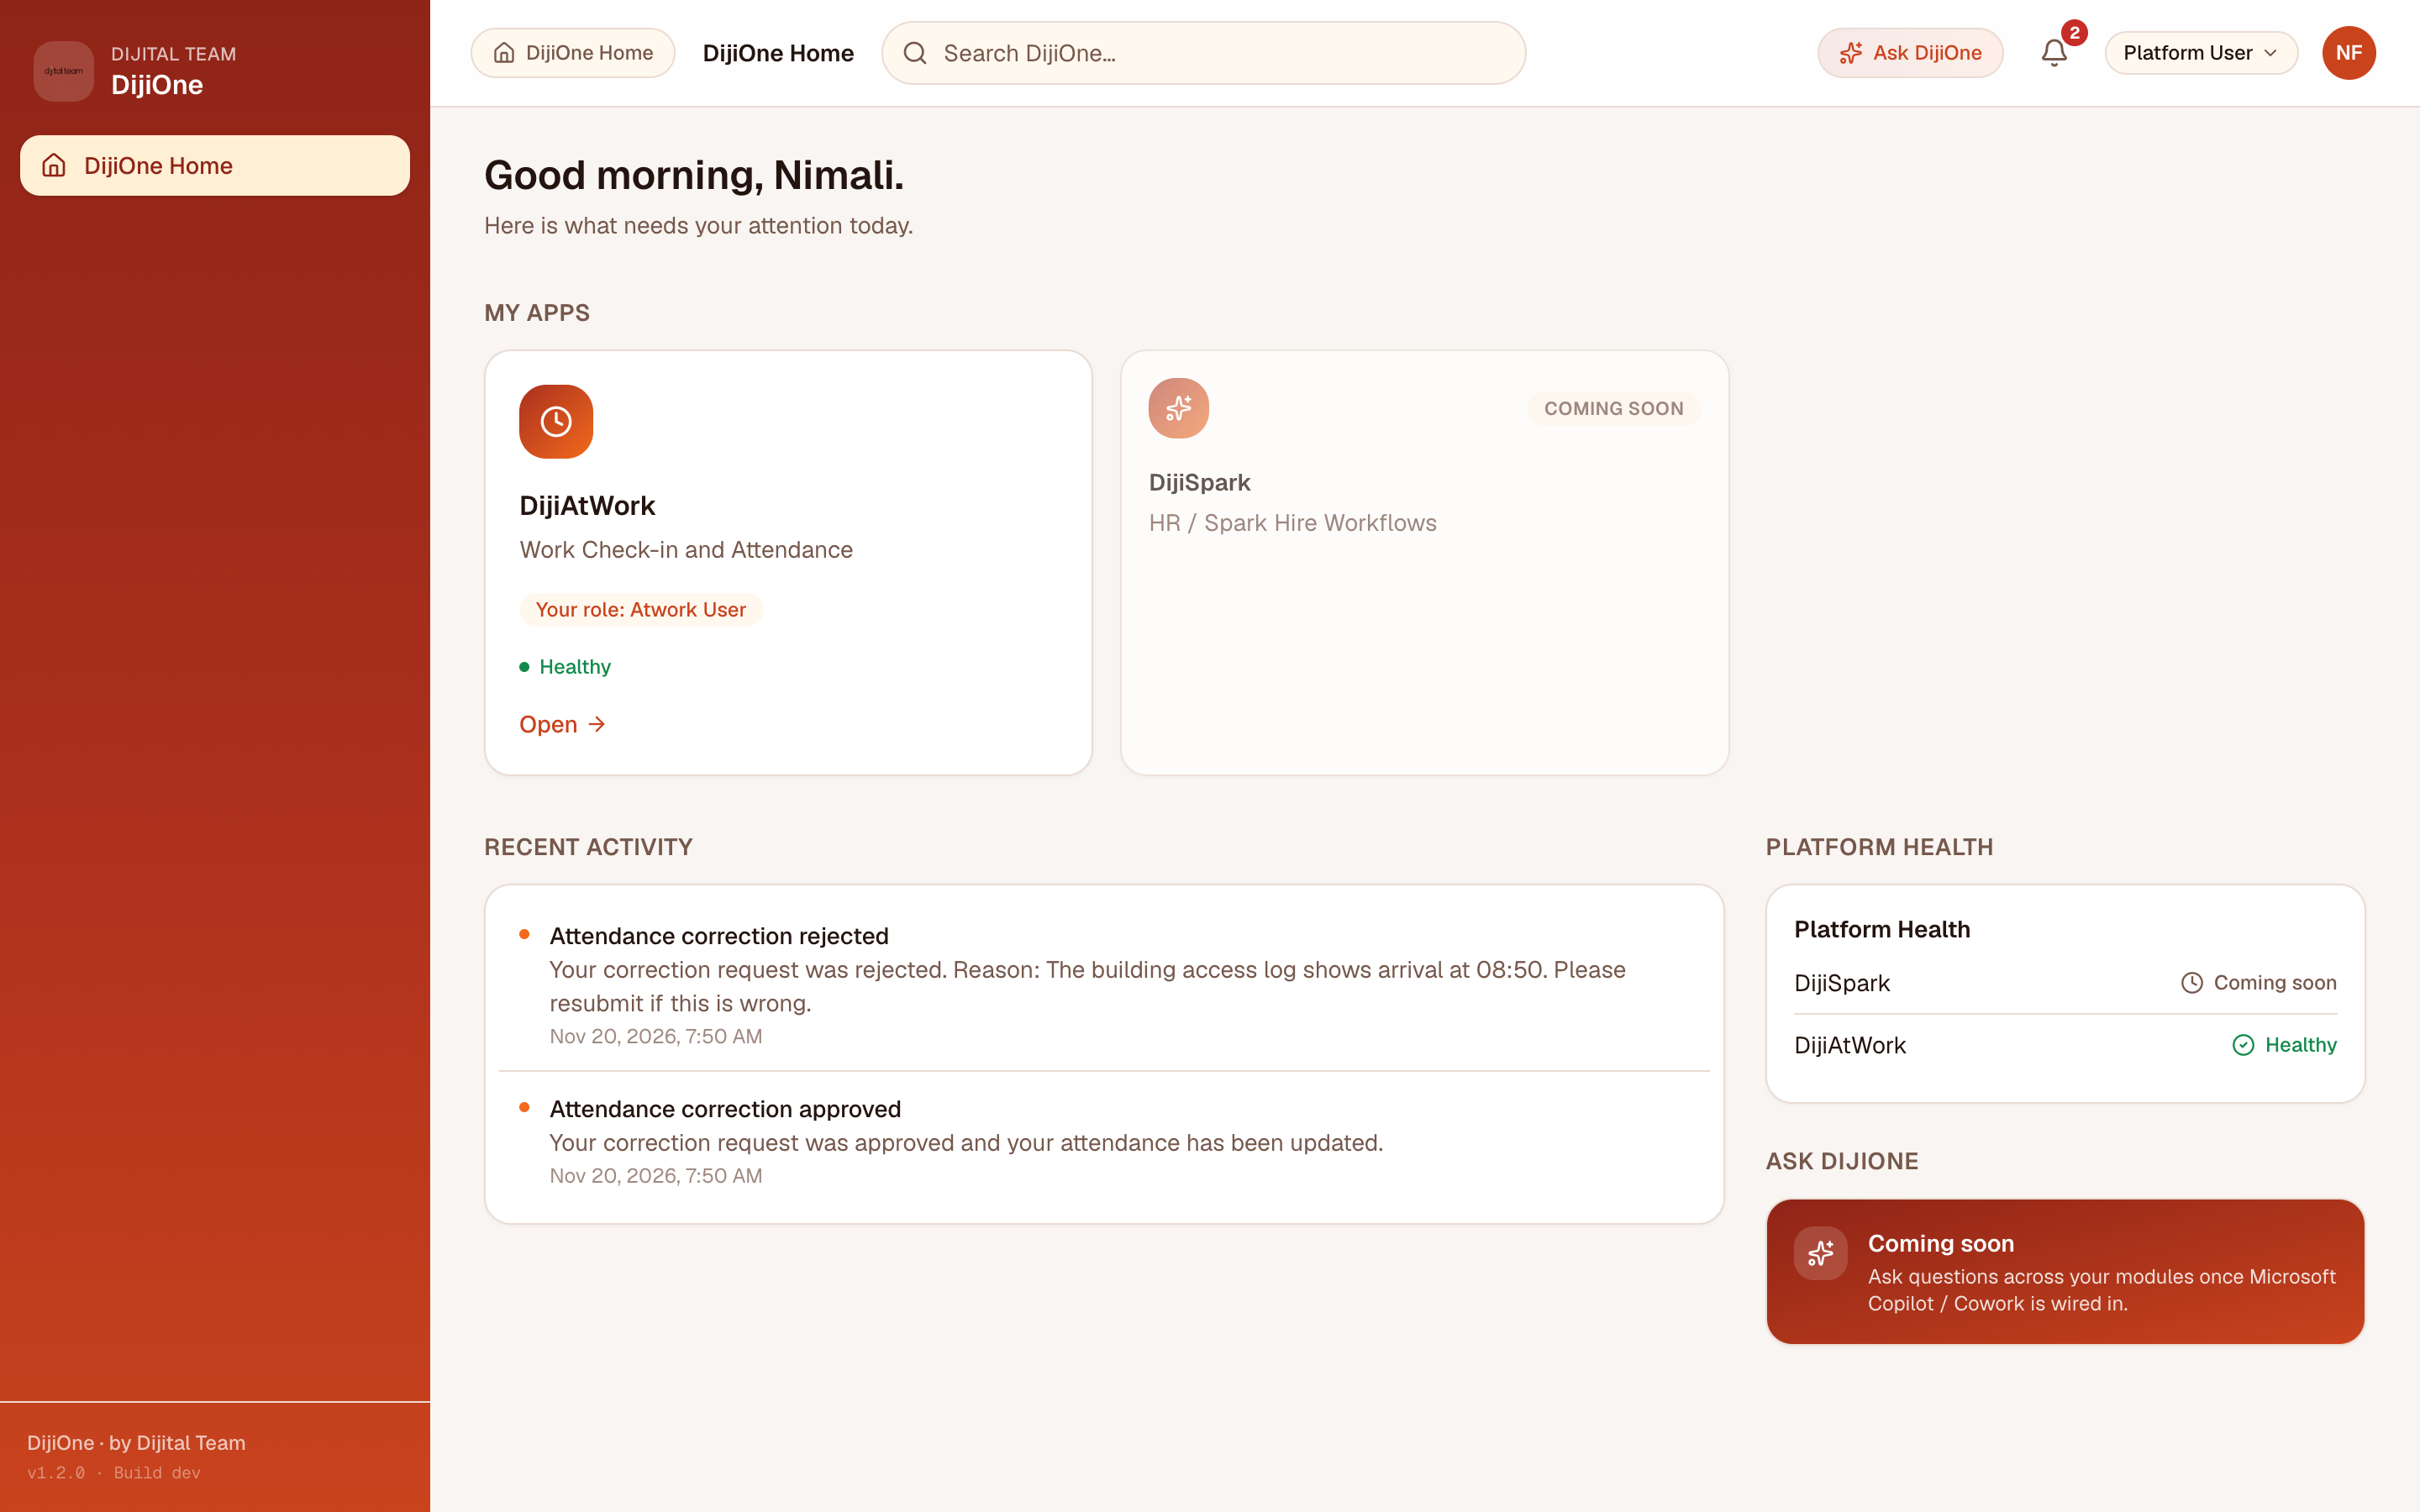 dijital team
DIJITAL TEAM
DijiOne
DijiOne Home
DijiOne Home
DijiOne Home
Search DijiOne...
Ask DijiOne
2
Platform User
NF
Good morning, Nimali.
Here is what needs your attention today.
MY APPS
DijiAtWork
Work Check-in and Attendance
Your role: Atwork User
Healthy
Open
COMING SOON
DijiSpark
HR / Spark Hire Workflows
RECENT ACTIVITY
Attendance correction rejected
Your correction request was rejected. Reason: The building access log shows arrival at 08:50. Please
resubmit if this is wrong.
Nov 20, 2026, 7:50 AM
Attendance correction approved
Your correction request was approved and your attendance has been updated.
Nov 20, 2026, 7:50 AM
PLATFORM HEALTH
Platform Health
DijiSpark
Coming soon
DijiAtWork
Healthy
ASK DIJIONE
Coming soon
Ask questions across your modules once Microsoft
Copilot / Cowork is wired in.
DijiOne · by Dijital Team
v1.2.0 · Build dev